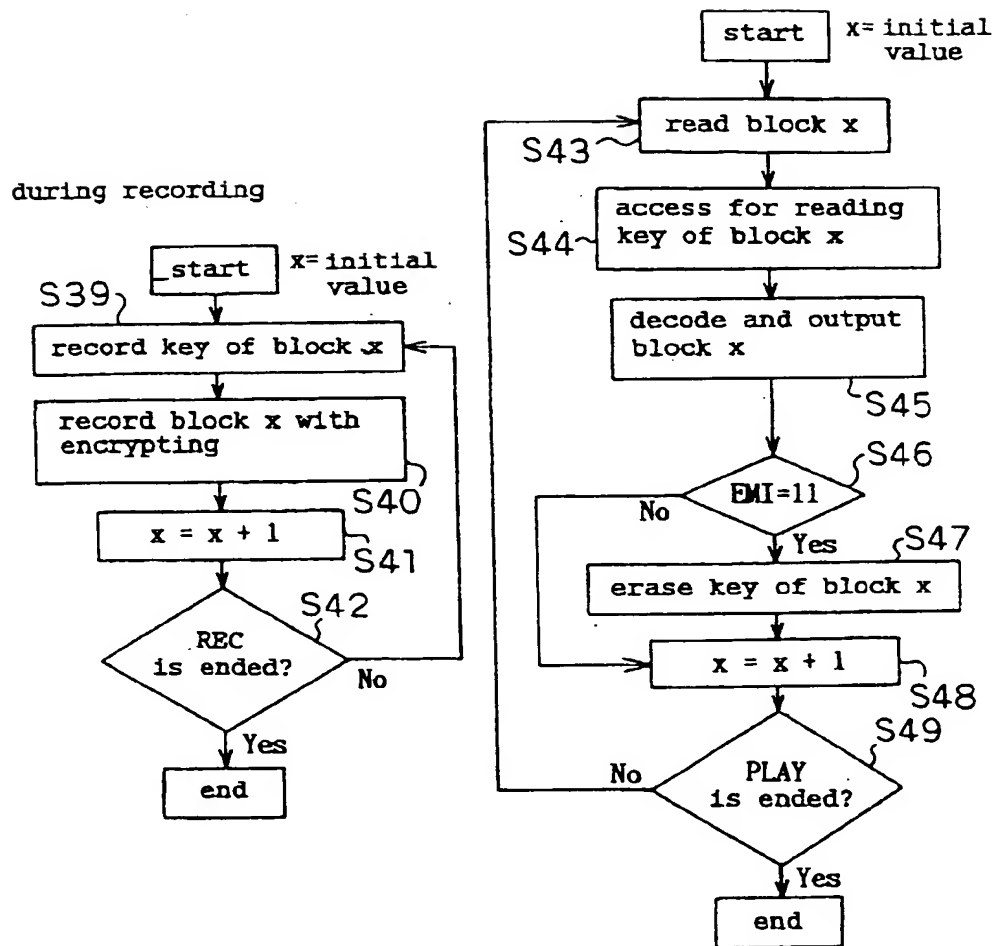 during recording
start
x= initial
value
S39
record key of block x
record block x with
encrypting
S40
x = x + 1
S41
S42
REC
is ended?
No
Yes
end
start
x= initial
value
read block x
S43
access for reading
key of block x
S44
decode and output
block x
S45
S46
EMI=11
No
Yes
S47
erase key of block x
x = x + 1
S48
S49
PLAY
is ended?
No
Yes
end